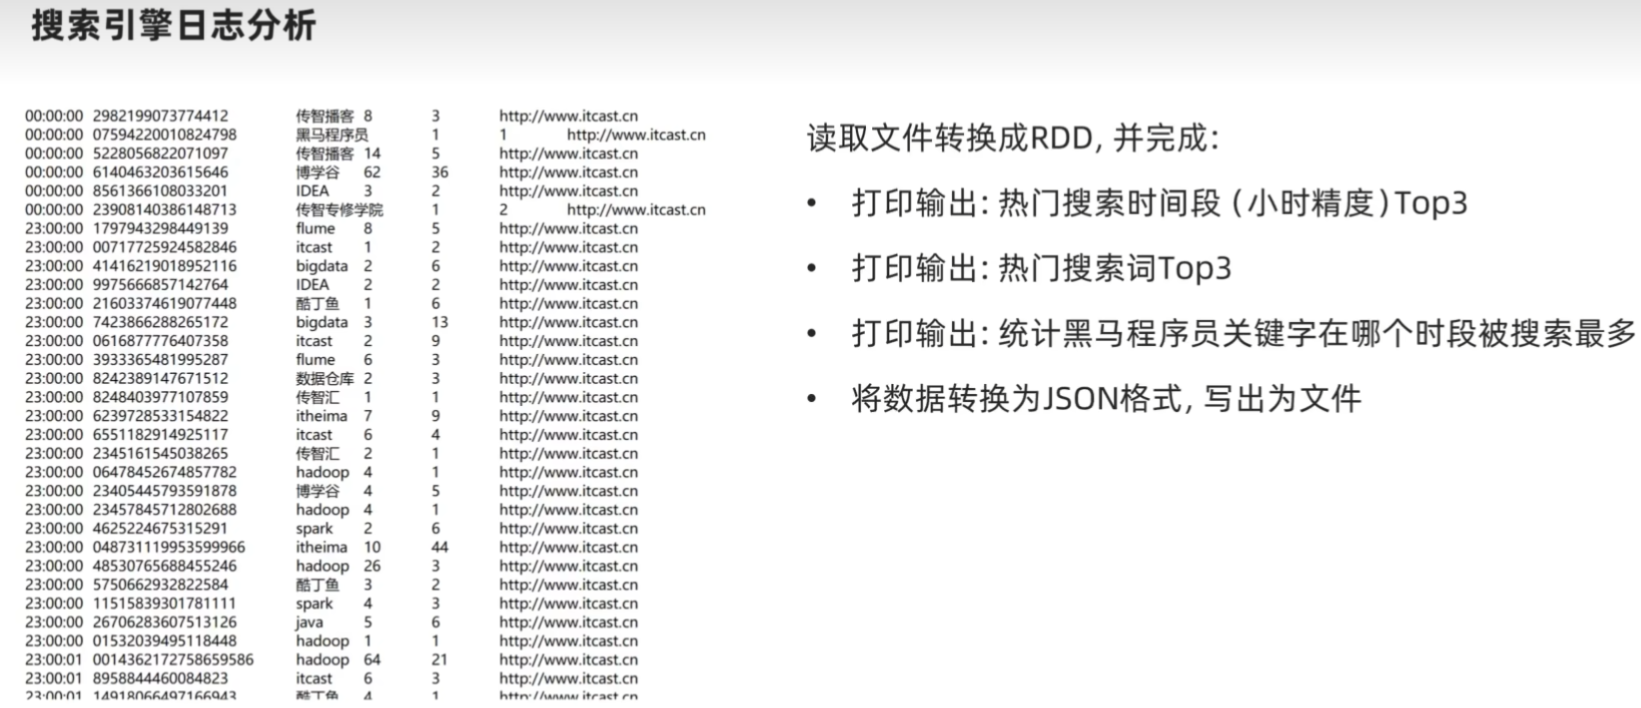 搜索引擎日志分析
00:00:00 2982199073774412 传智播客 8 3 http://www.itcast.cn
00:00:00 07594220010824798 黑马程序员 1 1 http://www.itcast.cn
00:00:00 5228056822071097 传智播客 14 5 http://www.itcast.cn
00:00:00 6140463203615646 博学谷 62 36 http://www.itcast.cn
00:00:00 8561366108033201 IDEA 3 2 http://www.itcast.cn
00:00:00 23908140386148713 传智专修学院 1 2 http://www.itcast.cn
23:00:00 1797943298449139 flume 8 5 http://www.itcast.cn
23:00:00 00717725924582846 itcast 1 2 http://www.itcast.cn
23:00:00 41416219018952116 bigdata 2 6 http://www.itcast.cn
23:00:00 9975666857142764 IDEA 2 2 http://www.itcast.cn
23:00:00 21603374619077448 酷丁鱼 1 6 http://www.itcast.cn
23:00:00 7423866288265172 bigdata 3 13 http://www.itcast.cn
23:00:00 0616877776407358 itcast 2 9 http://www.itcast.cn
23:00:00 3933365481995287 flume 6 3 http://www.itcast.cn
23:00:00 8242389147671512 数据仓库 2 3 http://www.itcast.cn
23:00:00 8248403977107859 传智汇 1 1 http://www.itcast.cn
23:00:00 6239728533154822 itheima 7 9 http://www.itcast.cn
23:00:00 6551182914925117 itcast 6 4 http://www.itcast.cn
23:00:00 2345161545038265 传智汇 2 1 http://www.itcast.cn
23:00:00 06478452674857782 hadoop 4 1 http://www.itcast.cn
23:00:00 23405445793591878 博学谷 4 5 http://www.itcast.cn
23:00:00 23457845712802688 hadoop 4 1 http://www.itcast.cn
23:00:00 4625224675315291 spark 2 6 http://www.itcast.cn
23:00:00 048731119953599966 itheima 10 44 http://www.itcast.cn
23:00:00 48530765688455246 hadoop 26 3 http://www.itcast.cn
23:00:00 5750662932822584 酷丁鱼 3 2 http://www.itcast.cn
23:00:00 11515839301781111 spark 4 3 http://www.itcast.cn
23:00:00 26706283607513126 java 5 6 http://www.itcast.cn
23:00:00 01532039495118448 hadoop 1 1 http://www.itcast.cn
23:00:01 0014362172758659586 hadoop 64 21 http://www.itcast.cn
23:00:01 8958844460084823 itcast 6 3 http://www.itcast.cn
23:00:01 14918066497166943 酷丁鱼 4 1 http://www.itcast.cn
读取文件转换成RDD, 并完成：
• 打印输出：热门搜索时间段（小时精度）Top3
• 打印输出：热门搜索词Top3
• 打印输出：统计黑马程序员关键字在哪个时段被搜索最多
• 将数据转换为JSON格式, 写出为文件